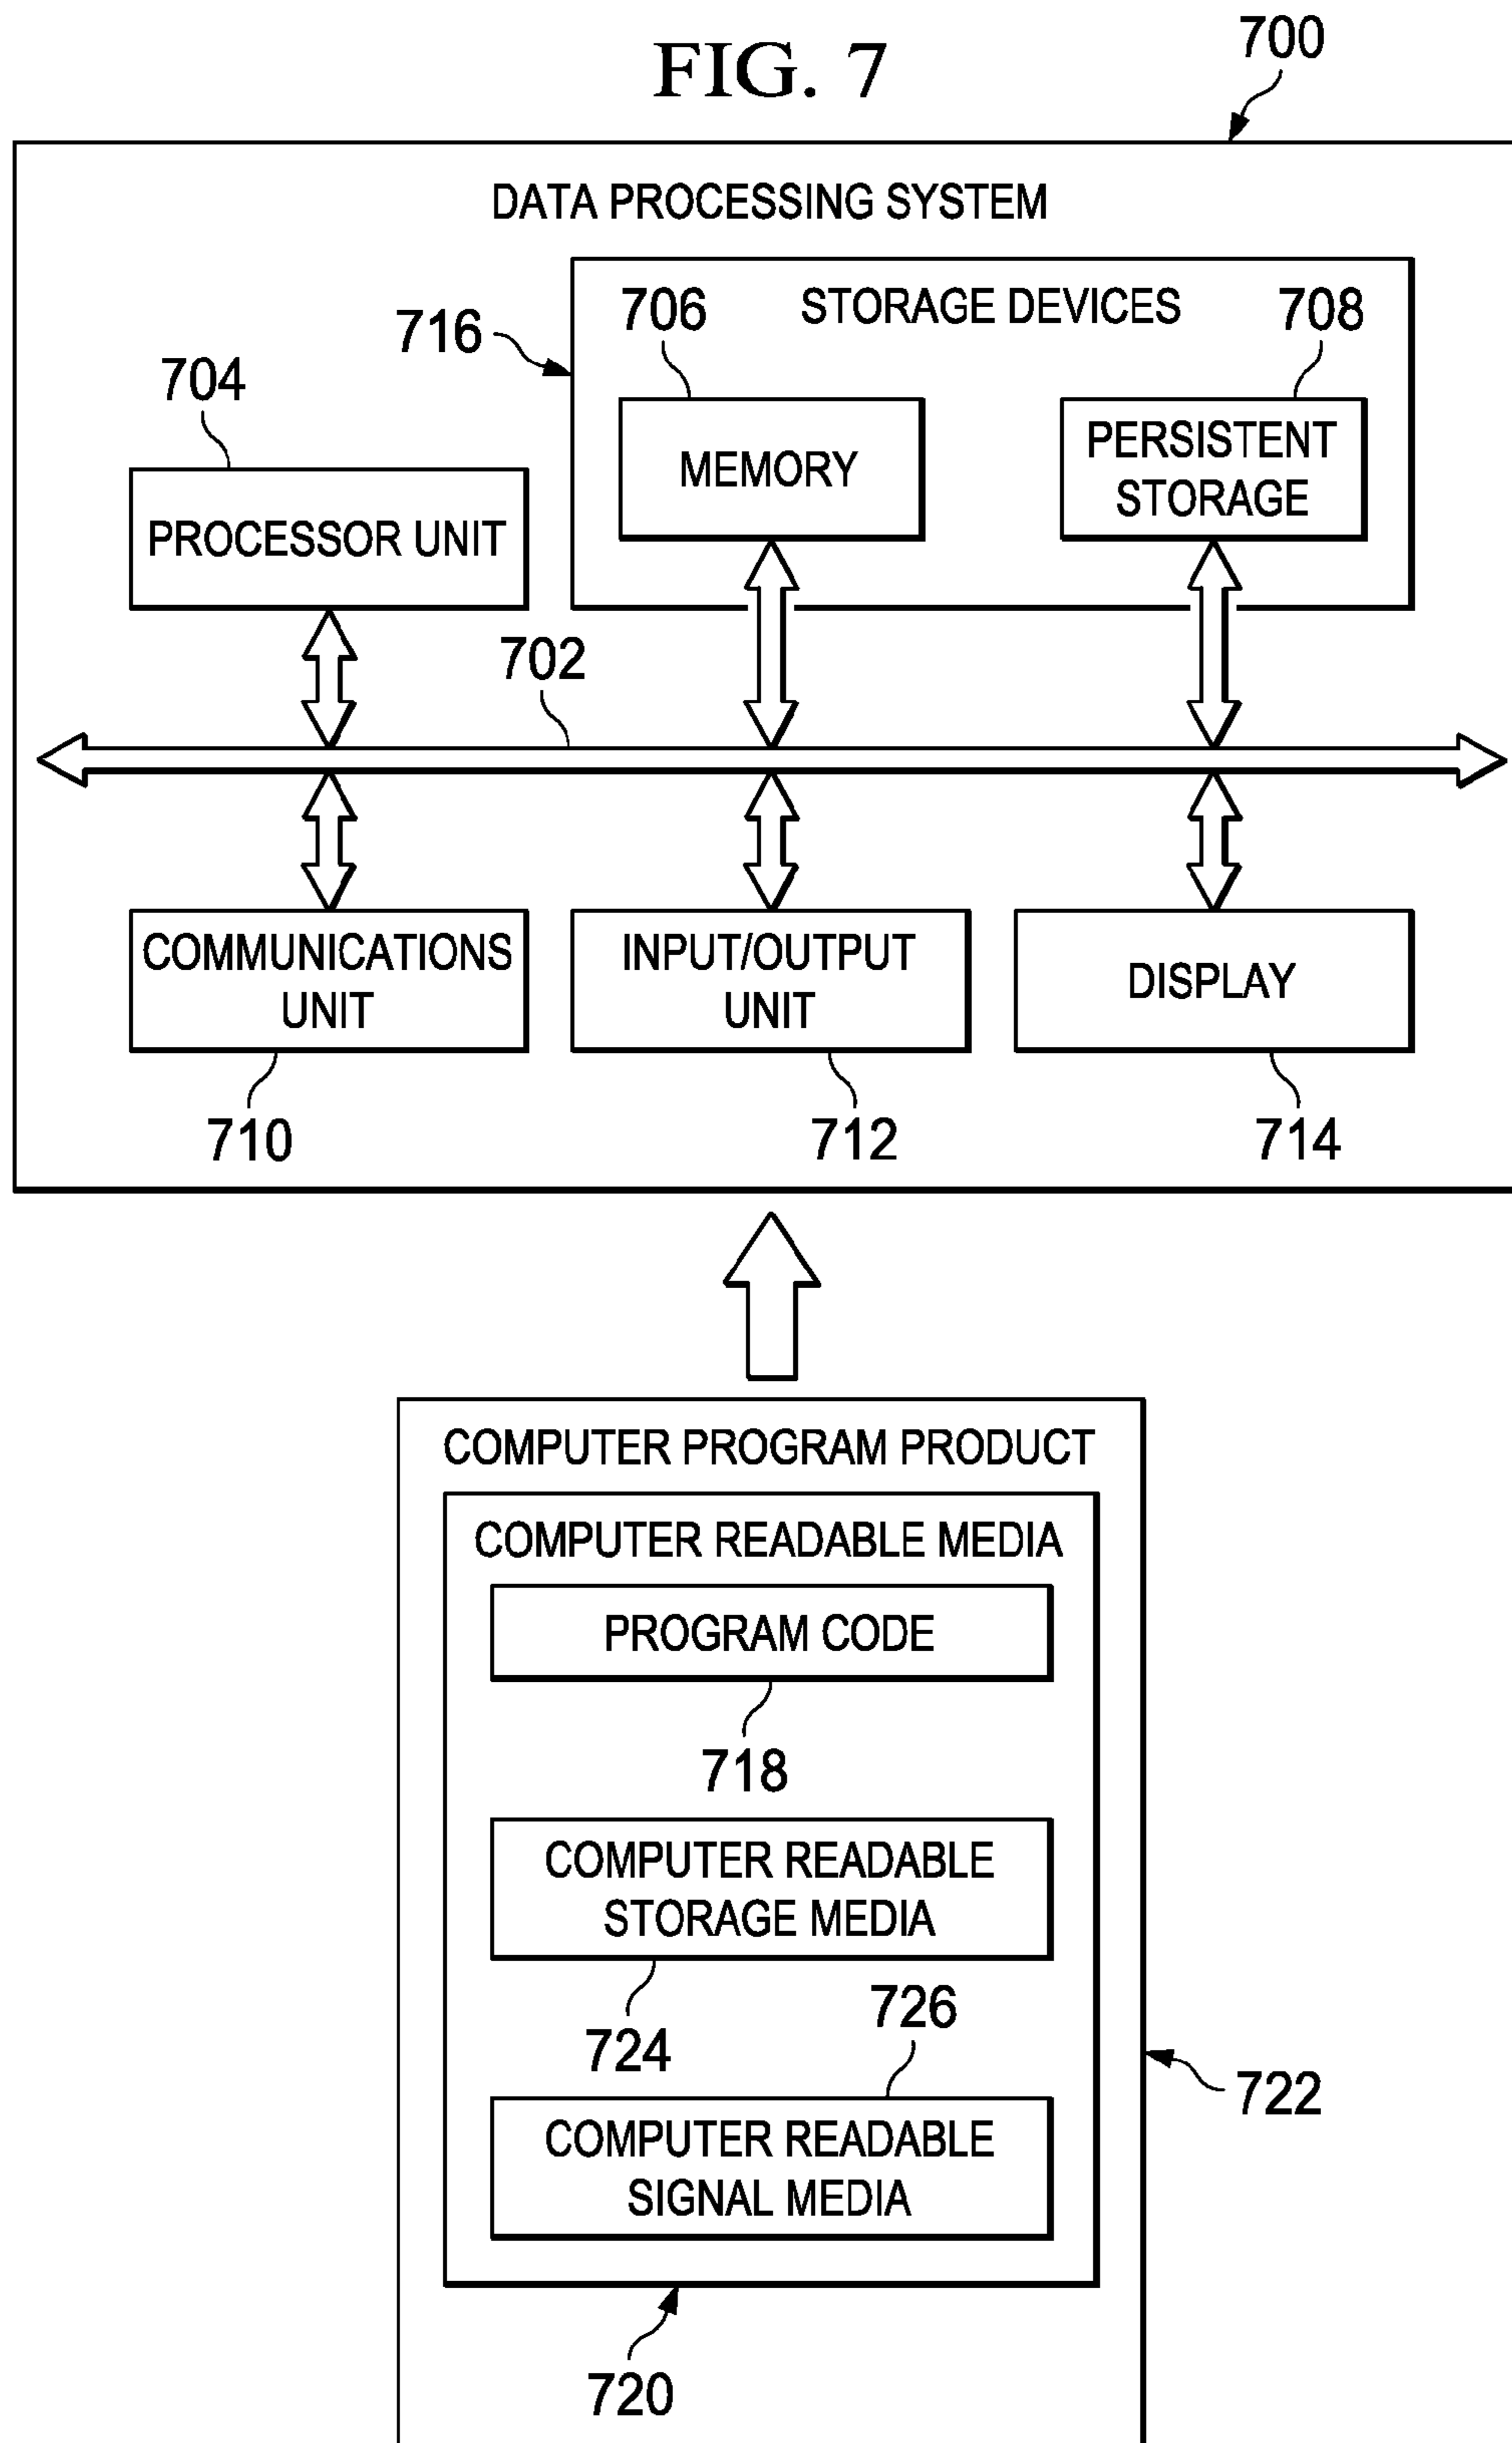 FIG. 7
700
DATA PROCESSING SYSTEM
716
706
STORAGE DEVICES
708
704
MEMORY
PERSISTENT
STORAGE
PROCESSOR UNIT
702
COMMUNICATIONS
UNIT
INPUT/OUTPUT
UNIT
DISPLAY
710
712
714
COMPUTER PROGRAM PRODUCT
COMPUTER READABLE MEDIA
PROGRAM CODE
718
COMPUTER READABLE
STORAGE MEDIA
724
726
COMPUTER READABLE
SIGNAL MEDIA
722
720